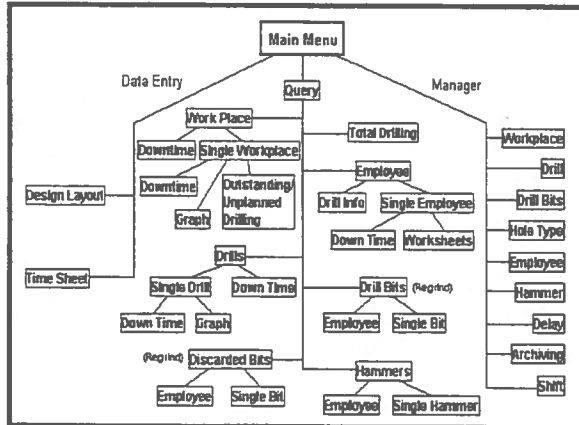 Main Menu
Data Entry
Manager
Query
Work Place
Total Drilling
Workplace
Downtime
Single Workplace
Employee
Drill
Downtime
Outstanding/
Unplanned
Drilling
Graph
Drill Info
Single Employee
Drill Bits
Design Layout
Down Time
Worksheets
Hole Type
Drills
Employee
Time Sheet
Single Drill
Down Time
Drill Bits (Regrind)
Hammer
Down Time
Graph
Employee
Single Bit
Delay
(Regrind) Discarded Bits
Hammers
Archiving
Employee
Single Bit
Employee
Single Hammer
Shift